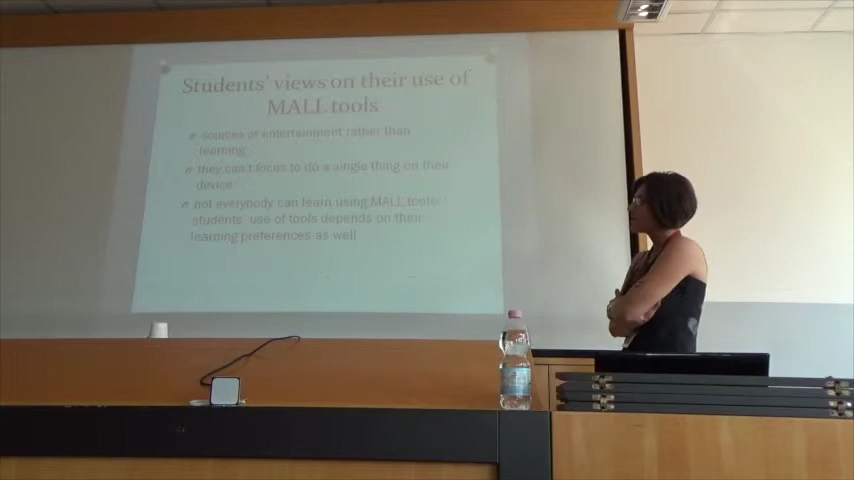 Students' views on their use of
MALL tools
sources of entertainment rather than
learning
they can't focus to do a single thing on their
device
not everybody can learn using MALL tools/
students' use of tools depends on their
learning preferences as well